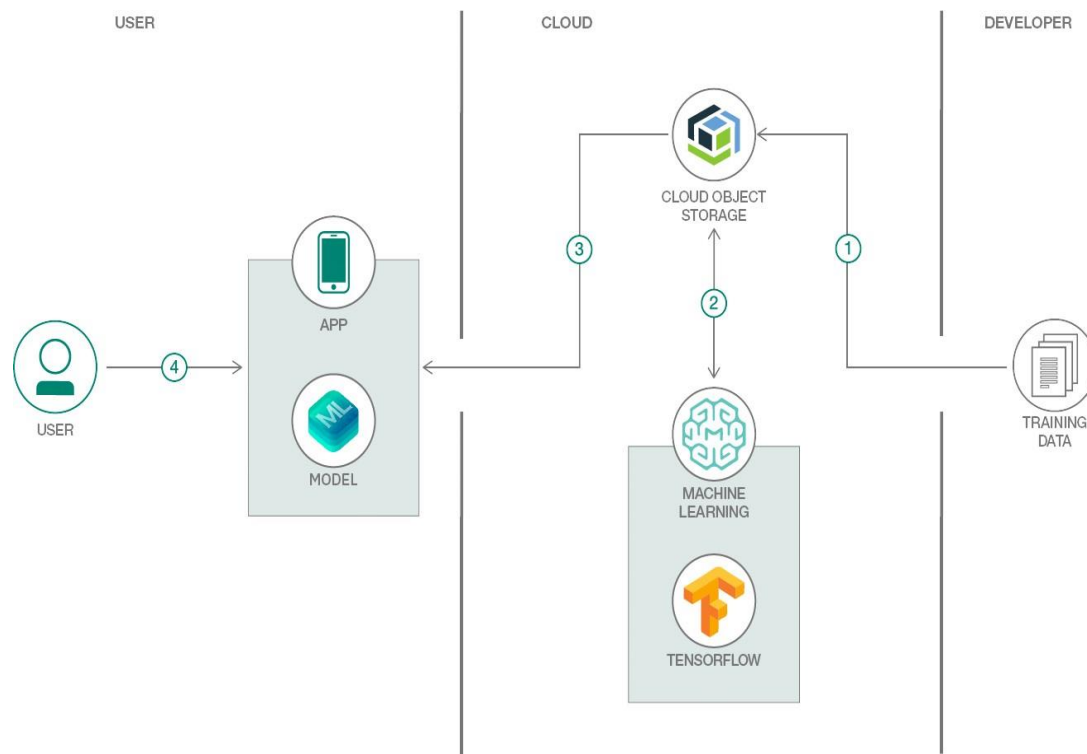 USER
CLOUD
DEVELOPER
CLOUD OBJECT
STORAGE
3
1
APP
2
4
USER
ML
MODEL
M
MACHINE
LEARNING
TRAINING
DATA
TENSORFLOW